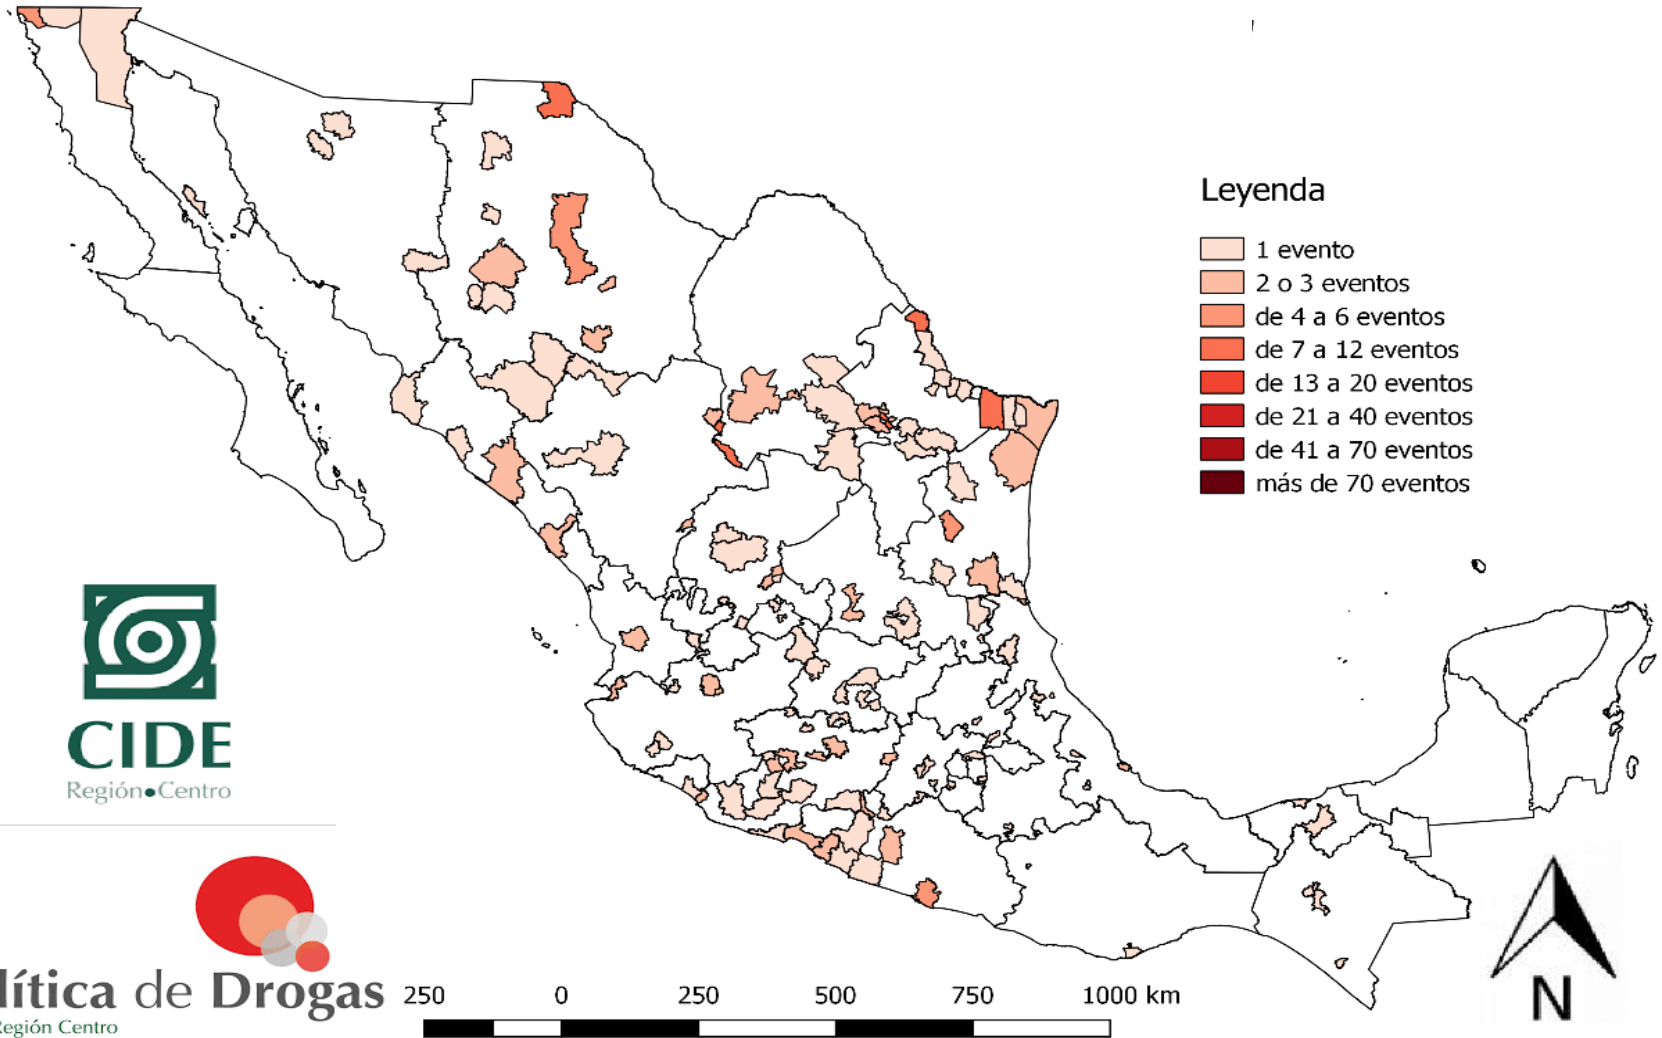 Leyenda
1 evento
2 o 3 eventos
de 4 a 6 eventos
de 7 a 12 eventos
de 13 a 20 eventos
de 21 a 40 eventos
de 41 a 70 eventos
más de 70 eventos
CIDE
Región•Centro
lítica de Drogas
Región Centro
250 0 250 500 750 1000 km
N